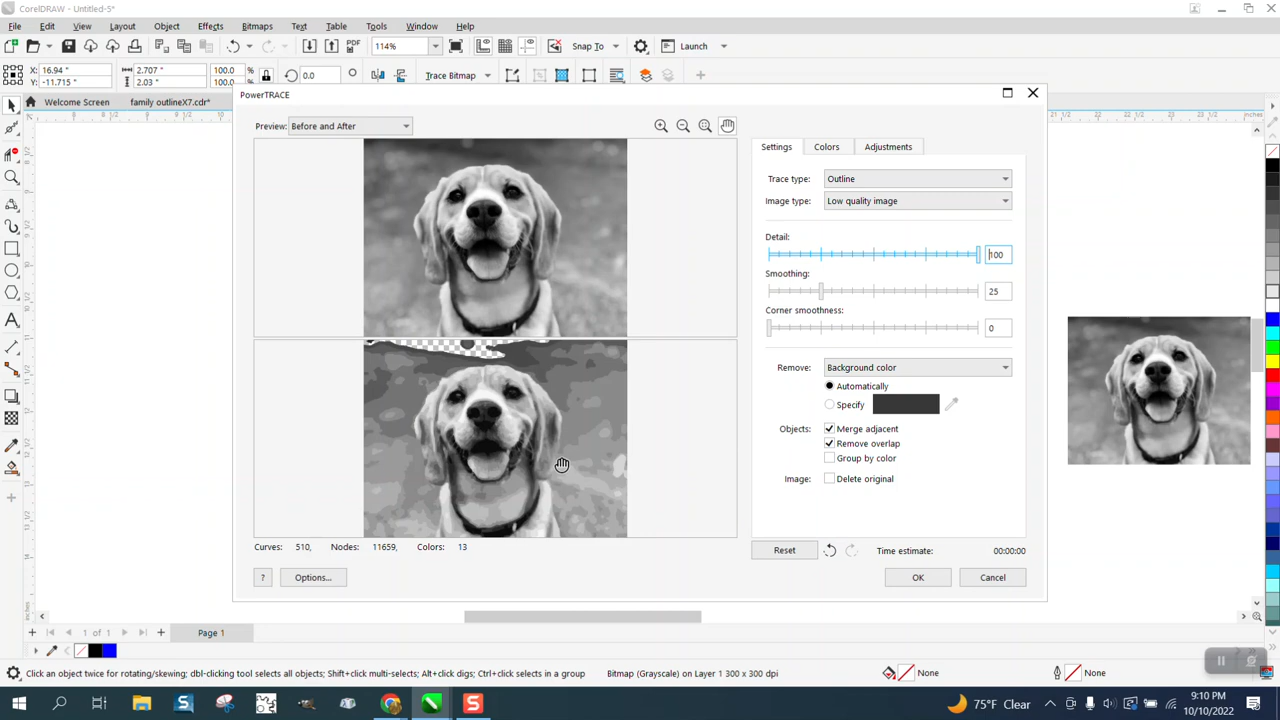 CorelDRAW - Untitled-5*
File Edit View Layout Object Effects Bitmaps Text Table Tools Window Help
PDF 114% Snap To Launch
X: 16.94 " 2.707 " 100.0 % 0.0 Trace Bitmap
Y: -11.715 " 2.03 " 100.0 %
Welcome Screen family outlineX7.cdr*
PowerTRACE
Preview: Before and After
Settings Colors Adjustments
Trace type: Outline
Image type: Low quality image
Detail:
100
Smoothing:
25
Corner smoothness:
0
Remove: Background color
Automatically
Specify
Objects: Merge adjacent
Remove overlap
Group by color
Image: Delete original
Curves: 510, Nodes: 11659, Colors: 13
Reset Time estimate: 00:00:00
? Options... OK Cancel
1 of 1 Page 1
Click an object twice for rotating/skewing; dbl-clicking tool selects all objects; Shift+click multi-selects; Alt+click digs; Ctrl+click selects in a group Bitmap (Grayscale) on Layer 1 300 x 300 dpi None None
75°F Clear 9:10 PM
10/10/2022